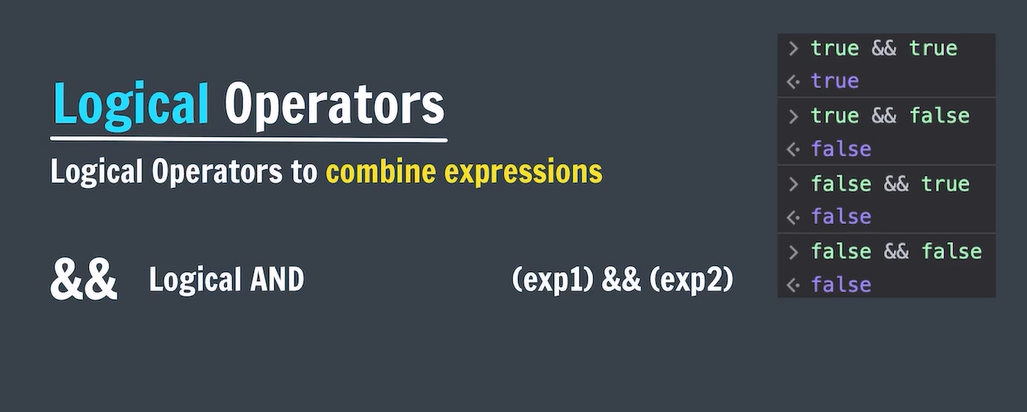 Logical Operators
Logical Operators to combine expressions
&& Logical AND (exp1) && (exp2)
> true && true
<· true
> true && false
<· false
> false && true
<· false
> false && false
<· false